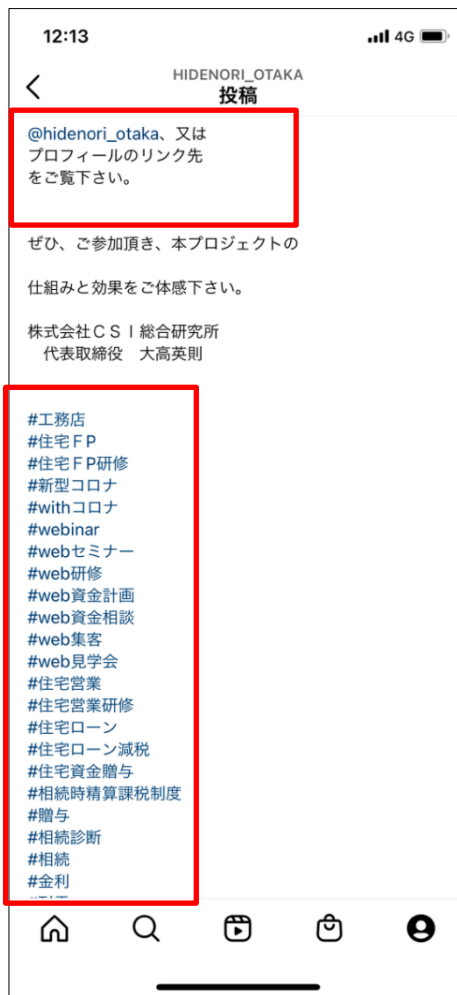 12:13
4G
HIDENORI_OTAKA
投稿
@hidenori_otaka、又は
プロフィールのリンク先
をご覧下さい。
ぜひ、ご参加頂き、本プロジェクトの
仕組みと効果をご体感下さい。
株式会社ＣＳＩ総合研究所
　代表取締役　大高英則
#工務店
#住宅ＦＰ
#住宅ＦＰ研修
#新型コロナ
#withコロナ
#webinar
#webセミナー
#web研修
#web資金計画
#web資金相談
#web集客
#web見学会
#住宅営業
#住宅営業研修
#住宅ローン
#住宅ローン減税
#住宅資金贈与
#相続時精算課税制度
#贈与
#相続診断
#相続
#金利